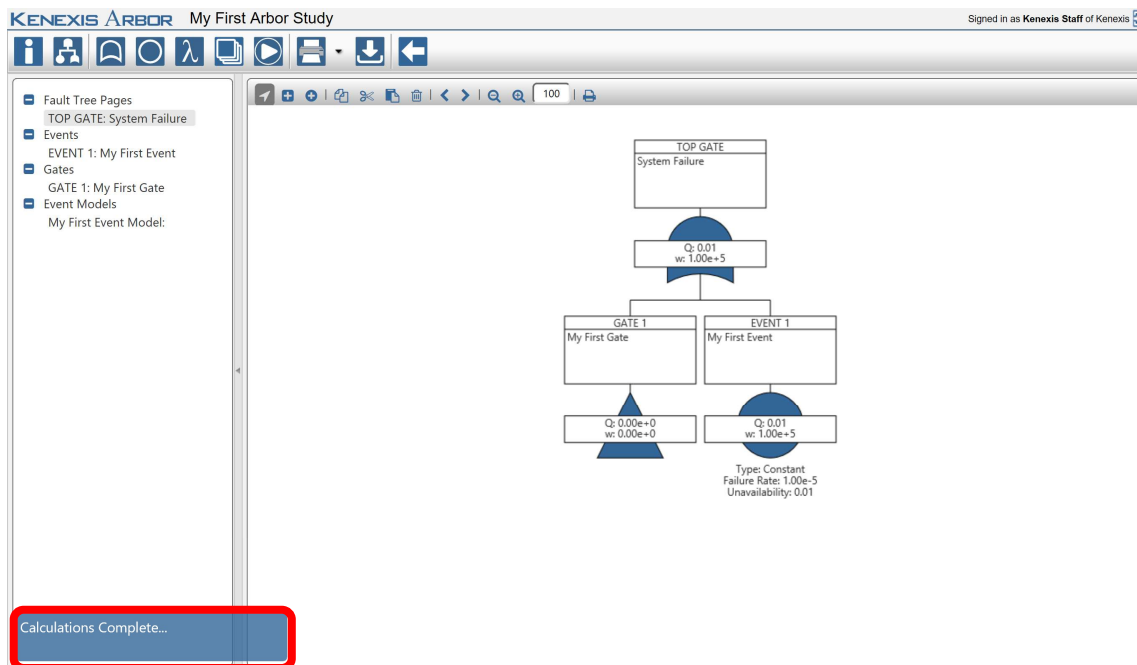 KENEXIS ARBOR My First Arbor Study
Signed in as Kenexis Staff of Kenexis
i λ
Fault Tree Pages
TOP GATE: System Failure
Events
EVENT 1: My First Event
Gates
GATE 1: My First Gate
Event Models
My First Event Model:
100
TOP GATE
System Failure
Q: 0.01
w: 1.00e+5
GATE 1
My First Gate
Q: 0.00e+0
w: 0.00e+0
EVENT 1
My First Event
Q: 0.01
w: 1.00e+5
Type: Constant
Failure Rate: 1.00e-5
Unavailability: 0.01
Calculations Complete...